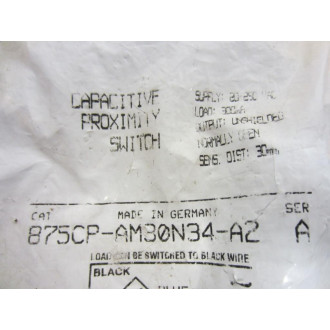 CAPACITIVE
PROXIMITY
SWITCH
SUPPLY: 20-250 VAC
LOAD: 300mA
OUTPUT: UNSHIELDED
NORMALLY OPEN
SENS. DIST: 30mm
CAT MADE IN GERMANY SER
875CP-AM30N34-A2 A
LOAD CAN BE SWITCHED TO BLACK WIRE
BLACK
BLUE